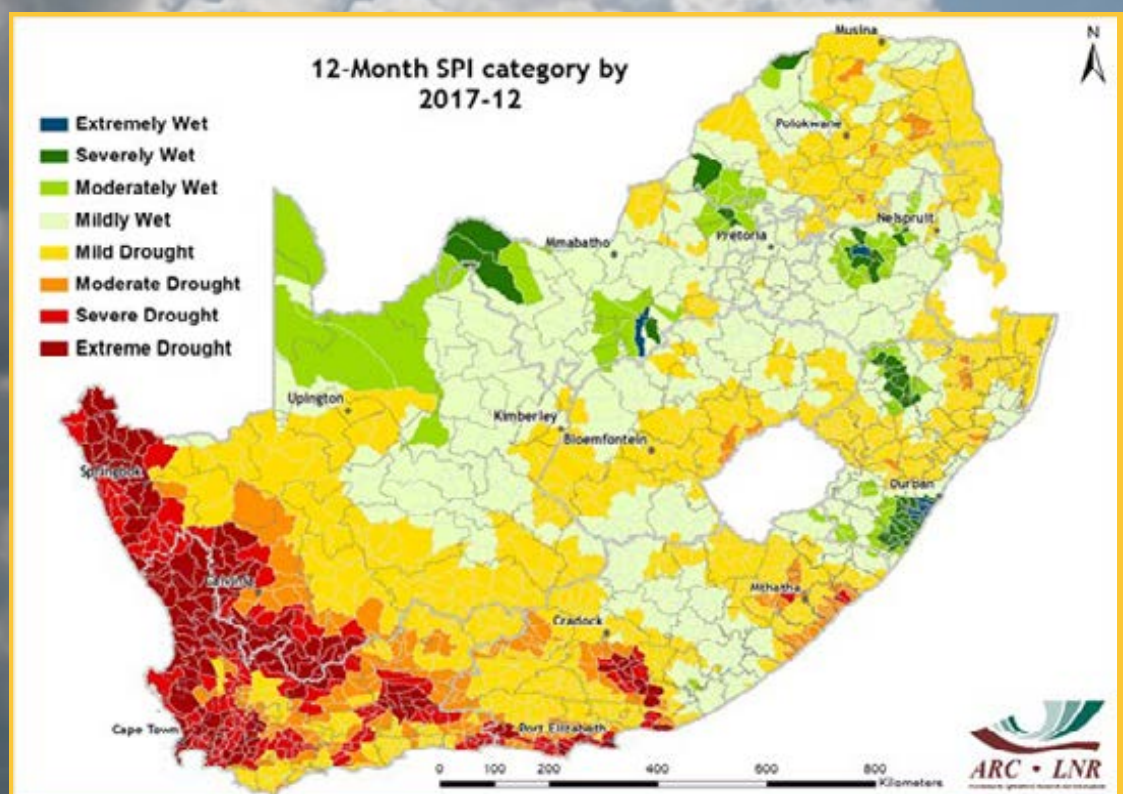 12-Month SPI category by
2017-12
N
Extremely Wet
Severely Wet
Moderately Wet
Mildly Wet
Mild Drought
Moderate Drought
Severe Drought
Extreme Drought
Musina
Polokwane
Nelspruit
Pretoria
Mmabatho
Upington
Kimberley
Bloemfontein
Springbok
Durban
Calvinia
Mthatha
Cradock
Cape Town
Port Elizabeth
0 100 200 400 600 800
Kilometers
ARC • LNR